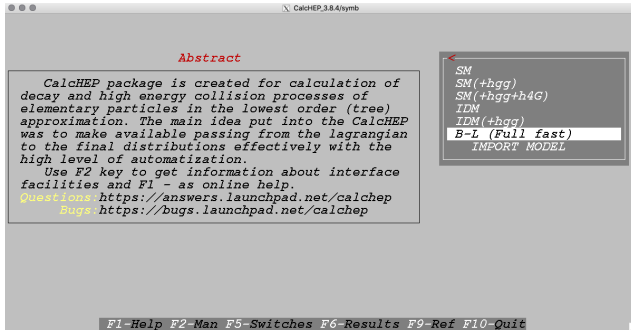 CalcHEP_3.8.4/symb
Abstract
CalcHEP package is created for calculation of
decay and high energy collision processes of
elementary particles in the lowest order (tree)
approximation. The main idea put into the CalcHEP
was to make available passing from the lagrangian
to the final distributions effectively with the
high level of automatization.
Use F2 key to get information about interface
facilities and F1 - as online help.
Questions:https://answers.launchpad.net/calchep
Bugs:https://bugs.launchpad.net/calchep
<
SM
SM(+hgg)
SM(+hgg+h4G)
IDM
IDM(+hgg)
B-L (Full fast)
IMPORT MODEL
F1-Help F2-Man F5-Switches F6-Results F9-Ref F10-Quit